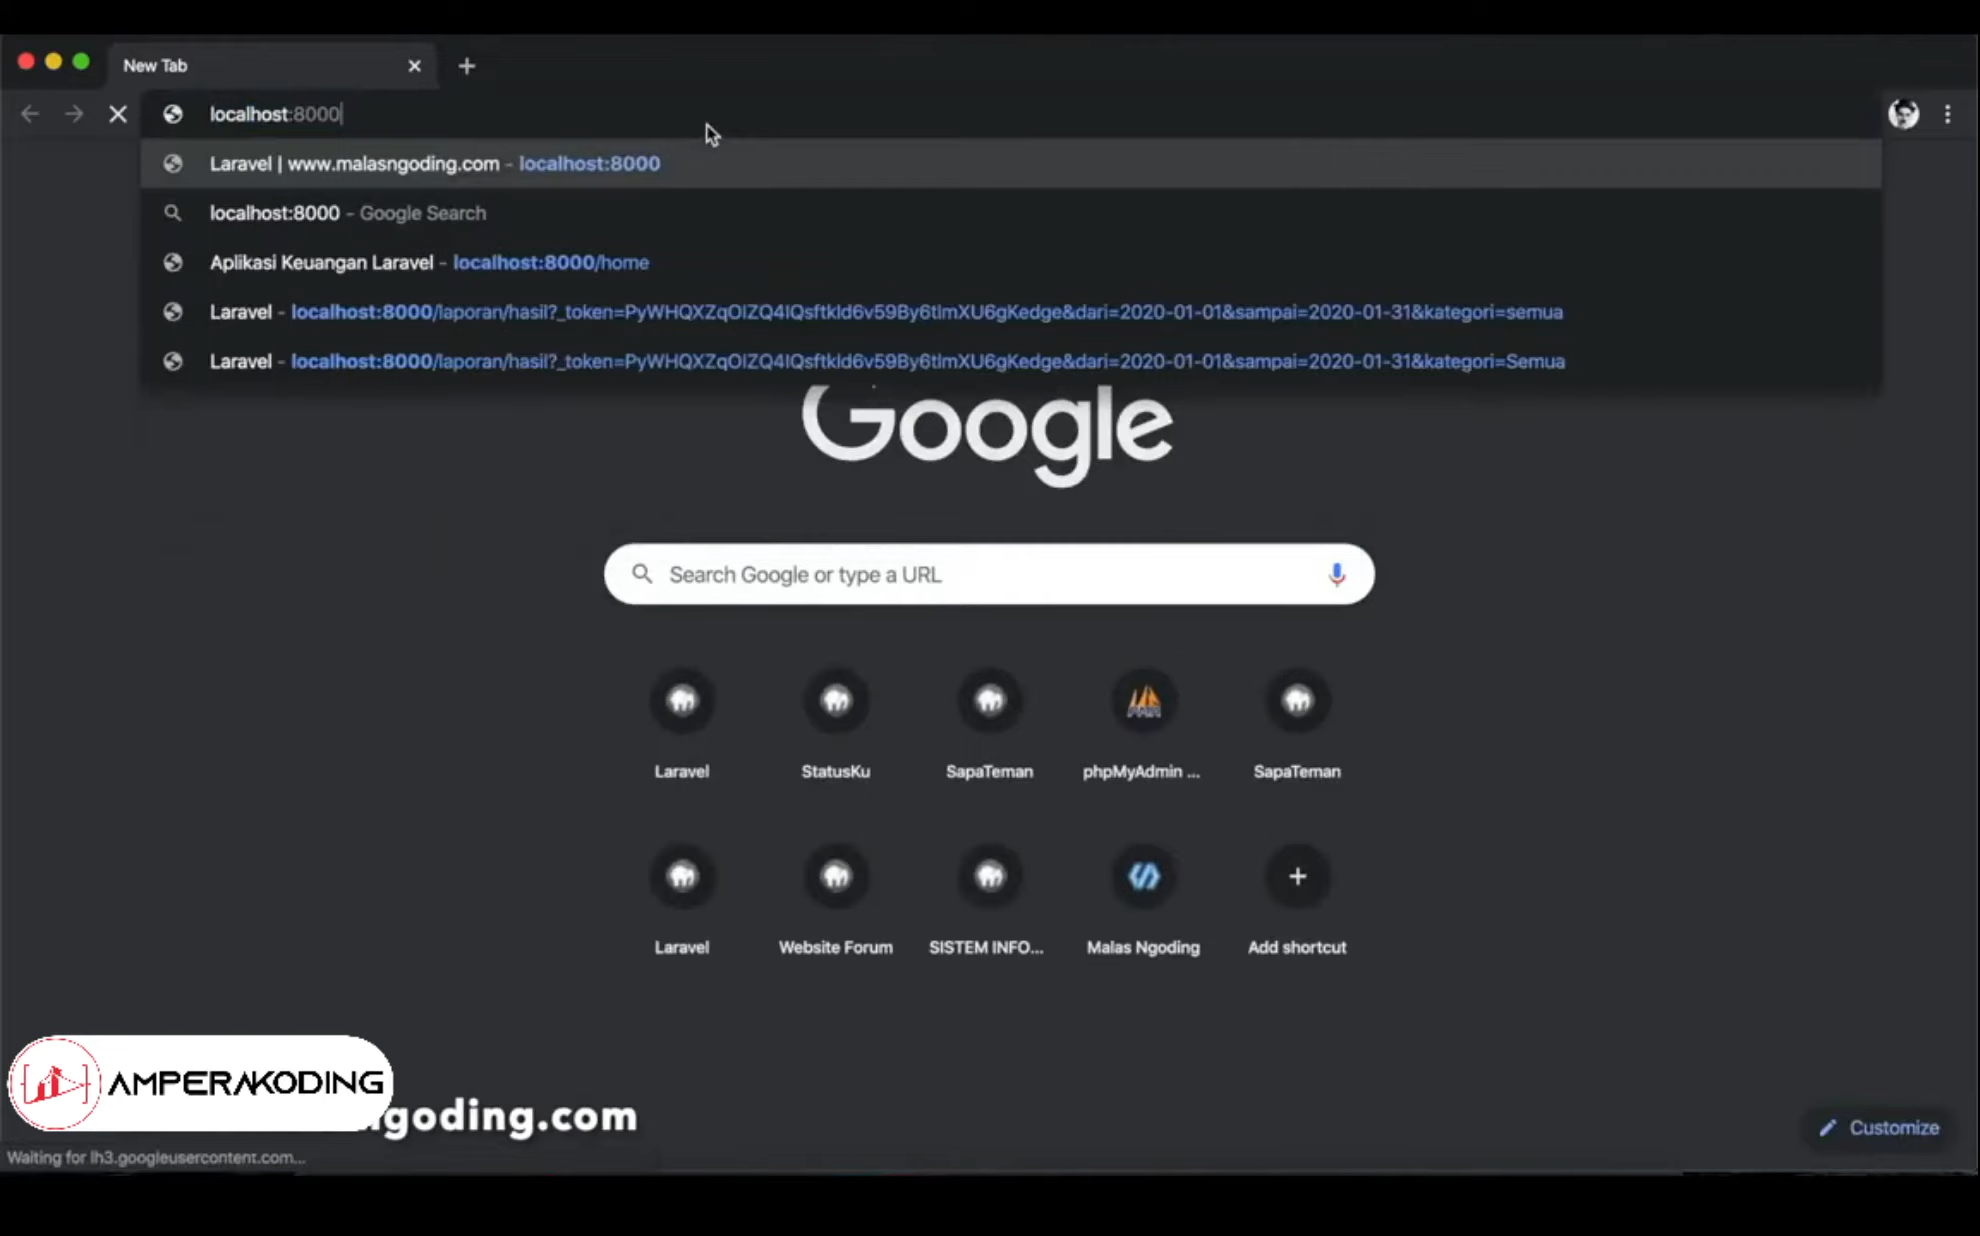 New Tab
localhost:8000
Laravel | www.malasngoding.com - localhost:8000
localhost:8000 - Google Search
Aplikasi Keuangan Laravel - localhost:8000/home
Laravel - localhost:8000/laporan/hasil?_token=PyWHQXZqOlZQ4IQsftkld6v59By6tlmXU6gKedge&dari=2020-01-01&sampai=2020-01-31&kategori=semua
Laravel - localhost:8000/laporan/hasil?_token=PyWHQXZqOlZQ4IQsftkld6v59By6tlmXU6gKedge&dari=2020-01-01&sampai=2020-01-31&kategori=Semua
Google
Search Google or type a URL
Laravel StatusKu SapaTeman phpMyAdmin ... SapaTeman
Laravel Website Forum SISTEM INFO... Malas Ngoding Add shortcut
AMPERAKODING
ngoding.com
Customize
Waiting for lh3.googleusercontent.com...